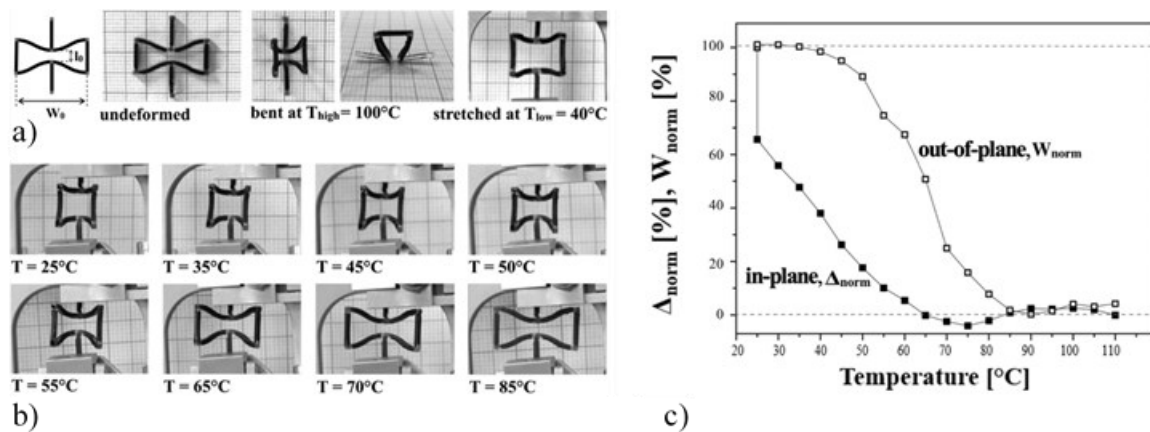 a)
W₀
l₀
undeformed
bent at T_high = 100°C
stretched at T_low = 40°C
b)
T = 25°C
T = 35°C
T = 45°C
T = 50°C
T = 55°C
T = 65°C
T = 70°C
T = 85°C
c)
Δ_norm [%], W_norm [%]
100
80
60
40
20
0
out-of-plane, W_norm
in-plane, Δ_norm
20 30 40 50 60 70 80 90 100 110
Temperature [°C]